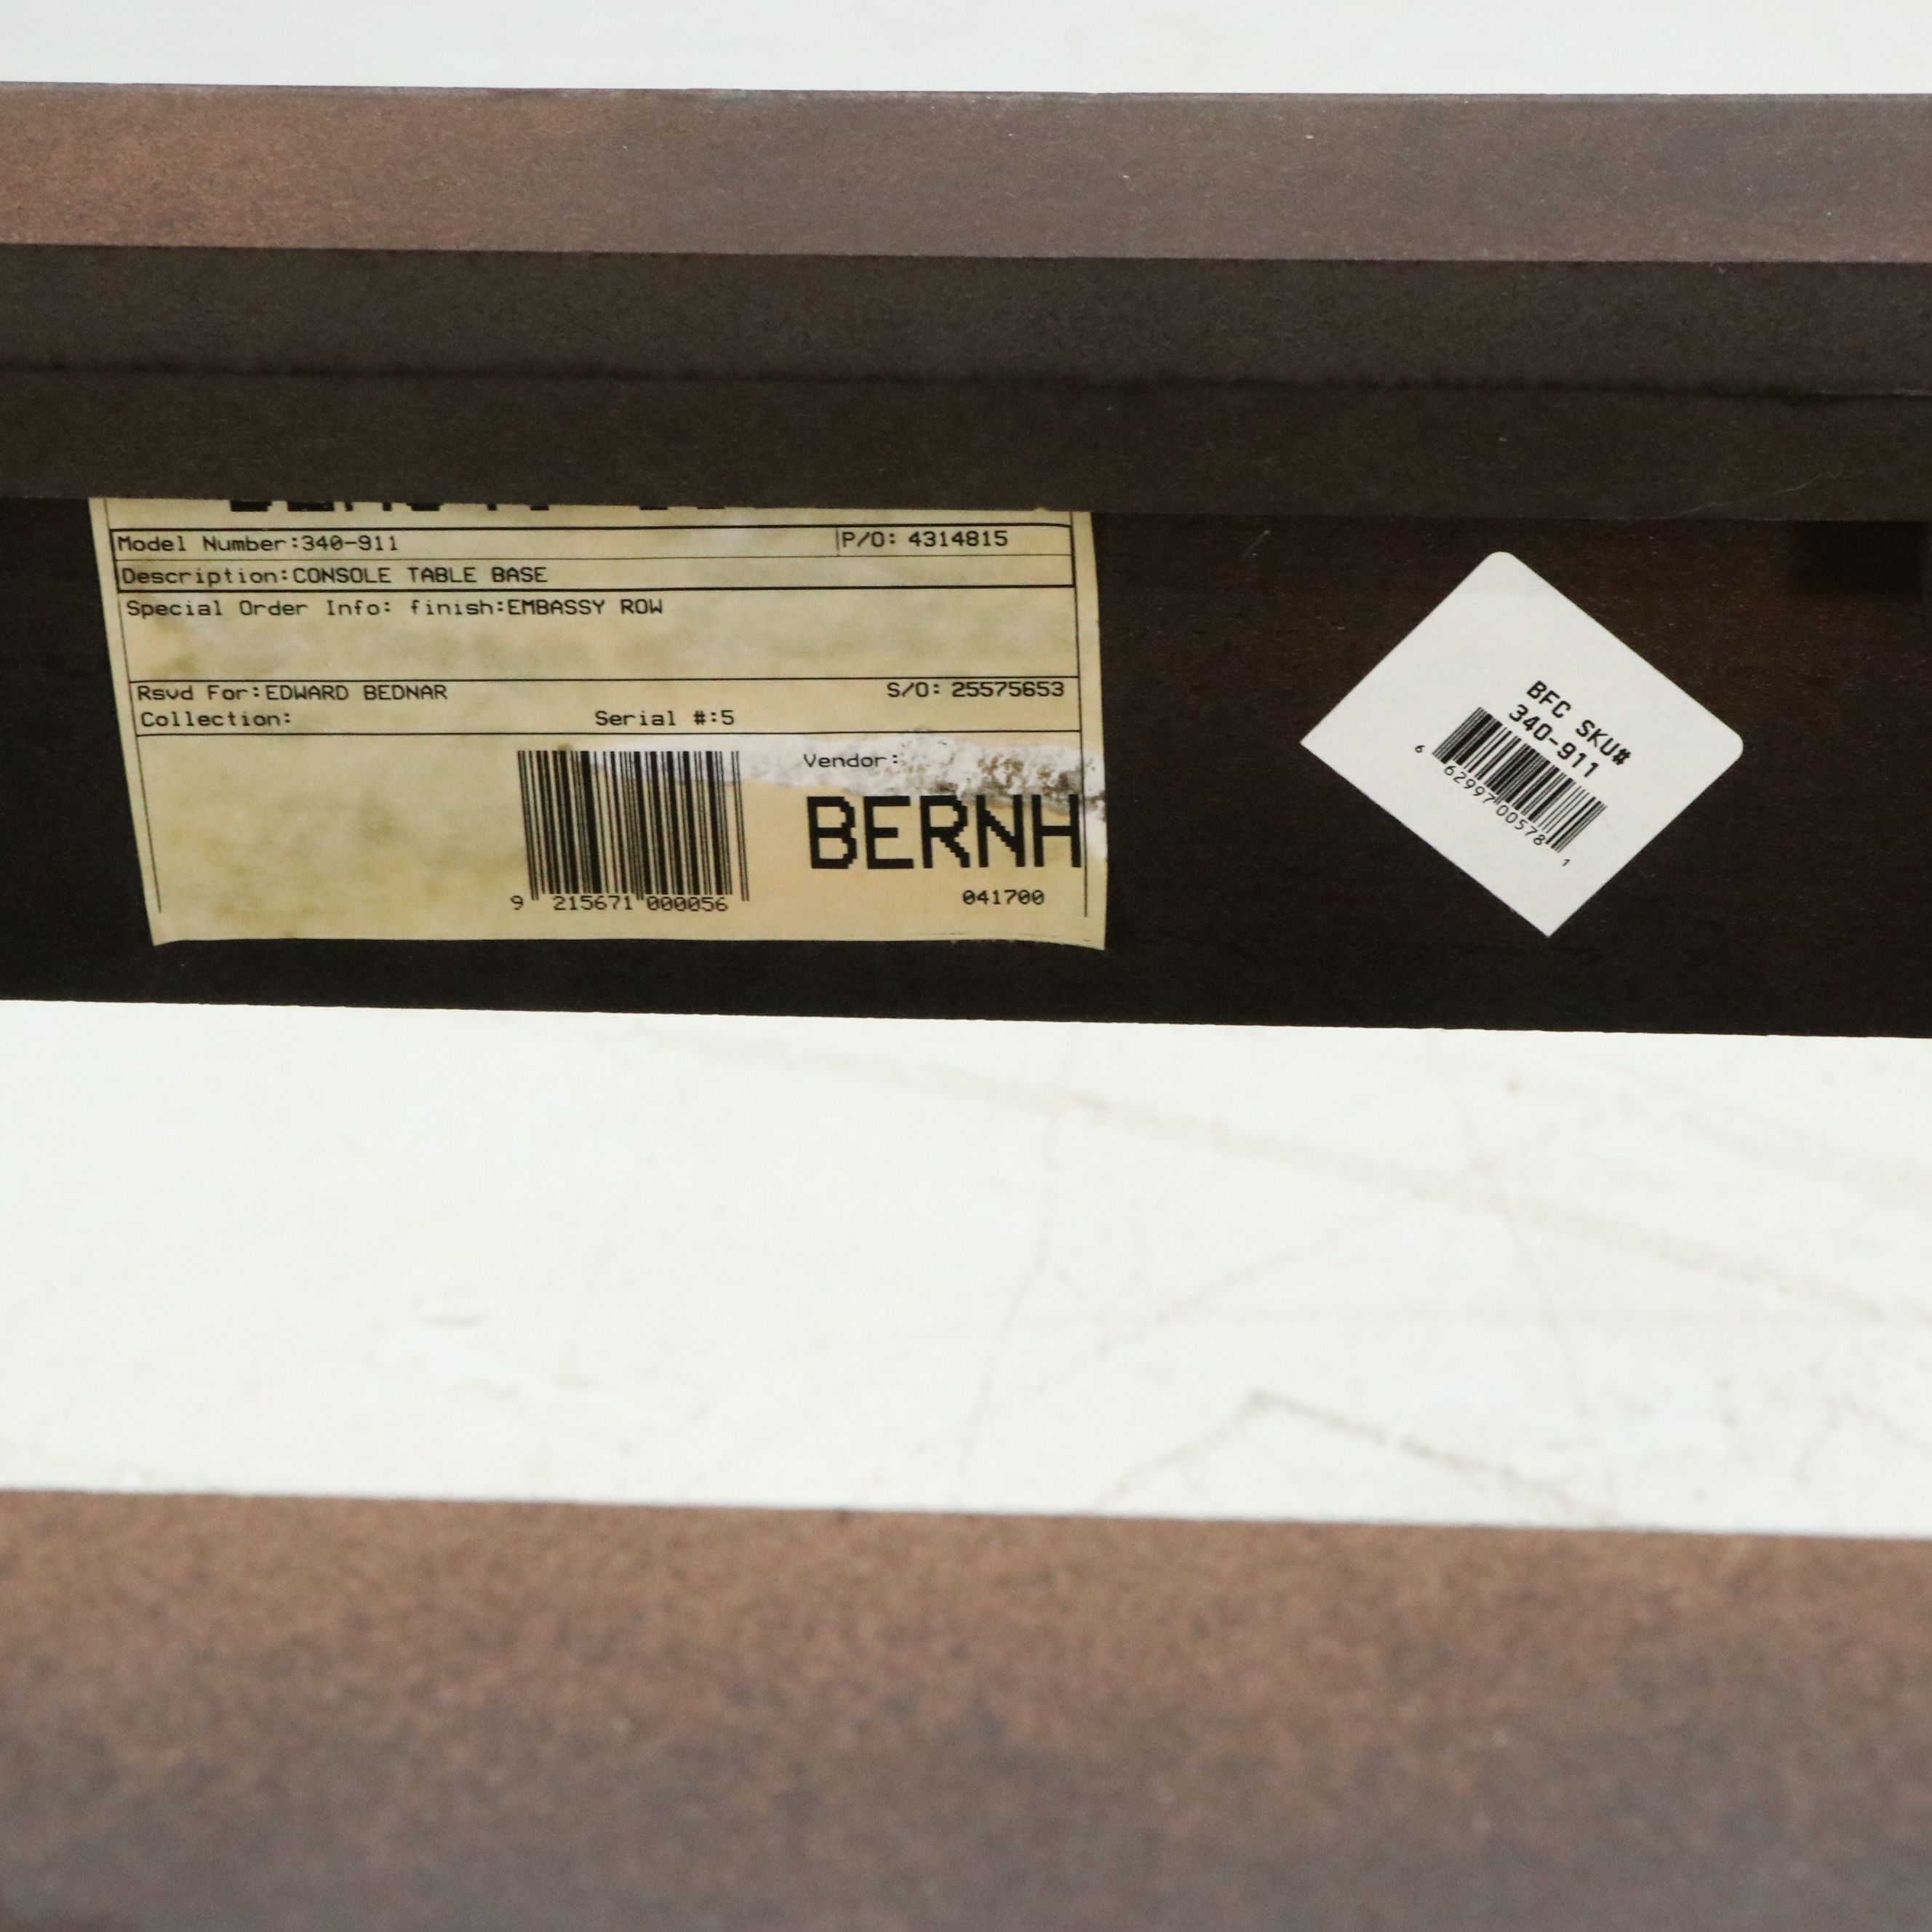 Model Number:340-911 P/O: 4314815
Description:CONSOLE TABLE BASE
Special Order Info: finish:EMBASSY ROW
Rsvd For:EDWARD BEDNAR S/O: 25575653
Collection: Serial #:5
Vendor:
BERNH
9 215671 000056 041700
BFC SKU#
340-911
6 62997 00578 1